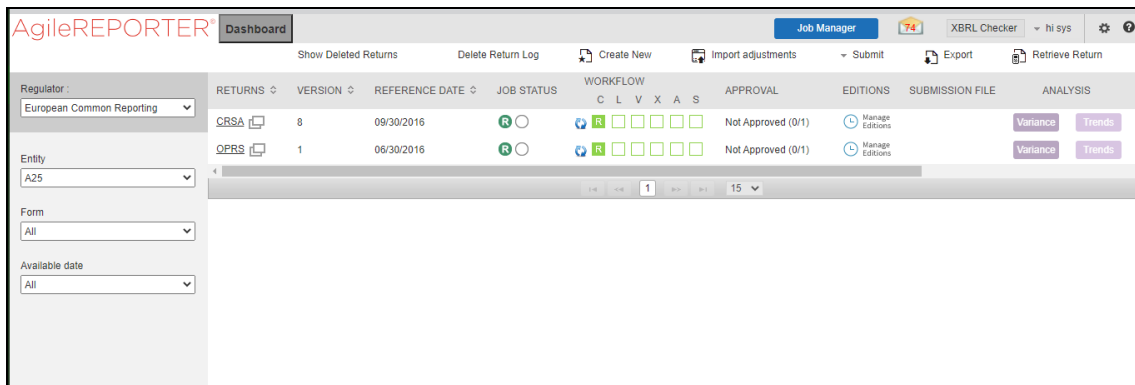 AgileREPORTER® Dashboard Job Manager 74 XBRL Checker hi sys
Show Deleted Returns Delete Return Log Create New Import adjustments Submit Export Retrieve Return
Regulator :
European Common Reporting
Entity
A25
Form
All
Available date
All
RETURNS VERSION REFERENCE DATE JOB STATUS WORKFLOW APPROVAL EDITIONS SUBMISSION FILE ANALYSIS
C L V X A S
CRSA 8 09/30/2016 R R Not Approved (0/1) Manage Editions Variance Trends
OPRS 1 06/30/2016 R R Not Approved (0/1) Manage Editions Variance Trends
1 15